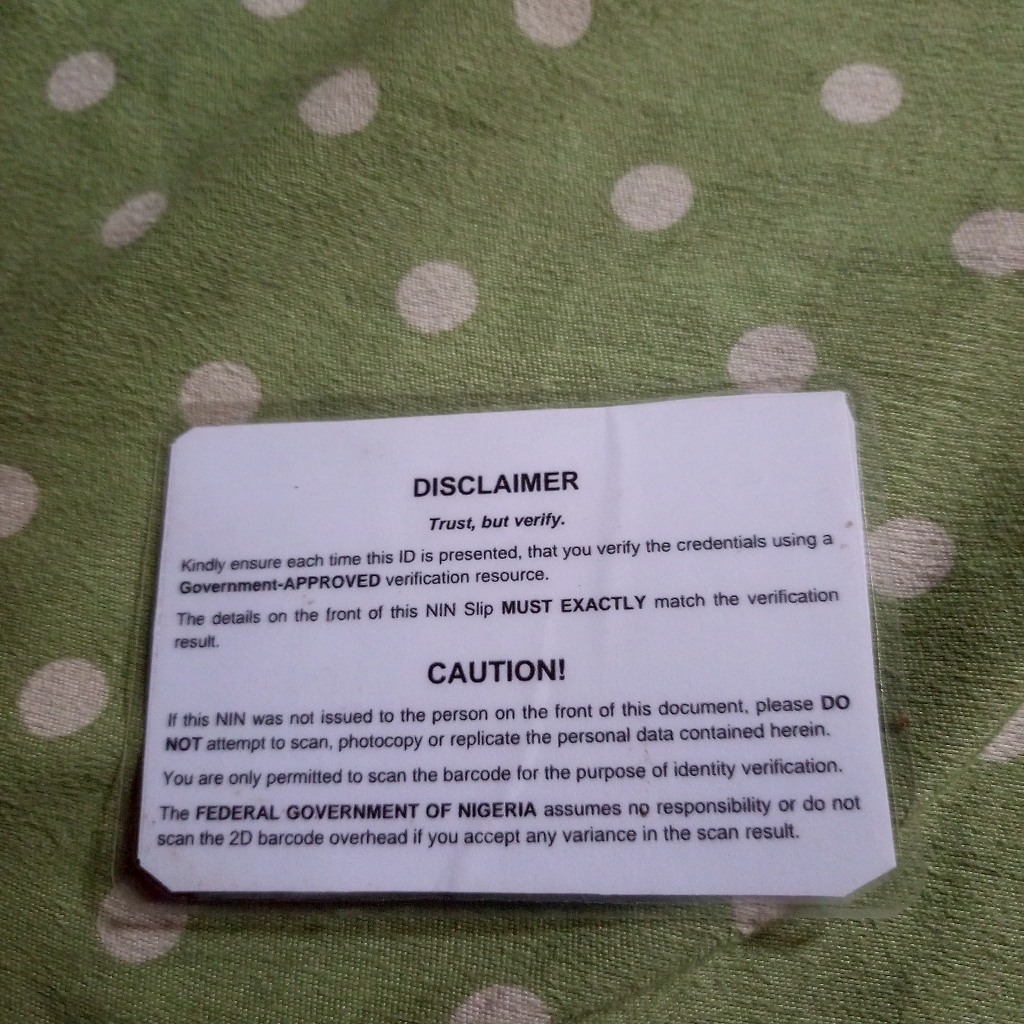 DISCLAIMER
Trust, but verify.
Kindly ensure each time this ID is presented, that you verify the credentials using a
Government-APPROVED verification resource.
The details on the front of this NIN Slip MUST EXACTLY match the verification
result.
CAUTION!
If this NIN was not issued to the person on the front of this document, please DO
NOT attempt to scan, photocopy or replicate the personal data contained herein.
You are only permitted to scan the barcode for the purpose of identity verification.
The FEDERAL GOVERNMENT OF NIGERIA assumes no responsibility or do not
scan the 2D barcode overhead if you accept any variance in the scan result.